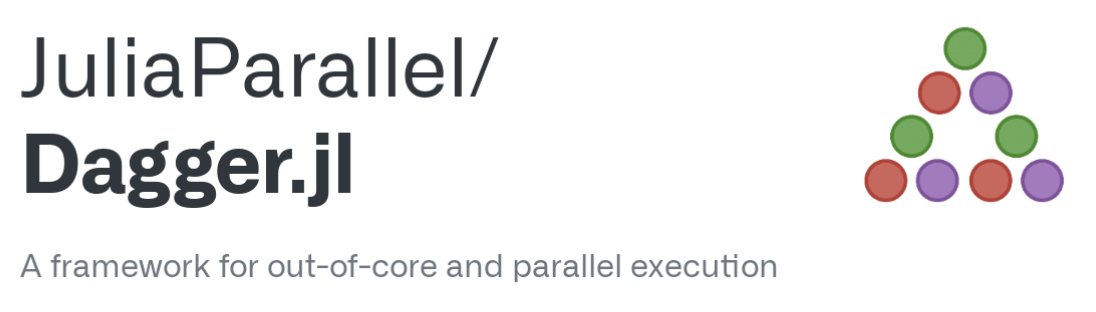 JuliaParallel/
Dagger.jl
A framework for out-of-core and parallel execution